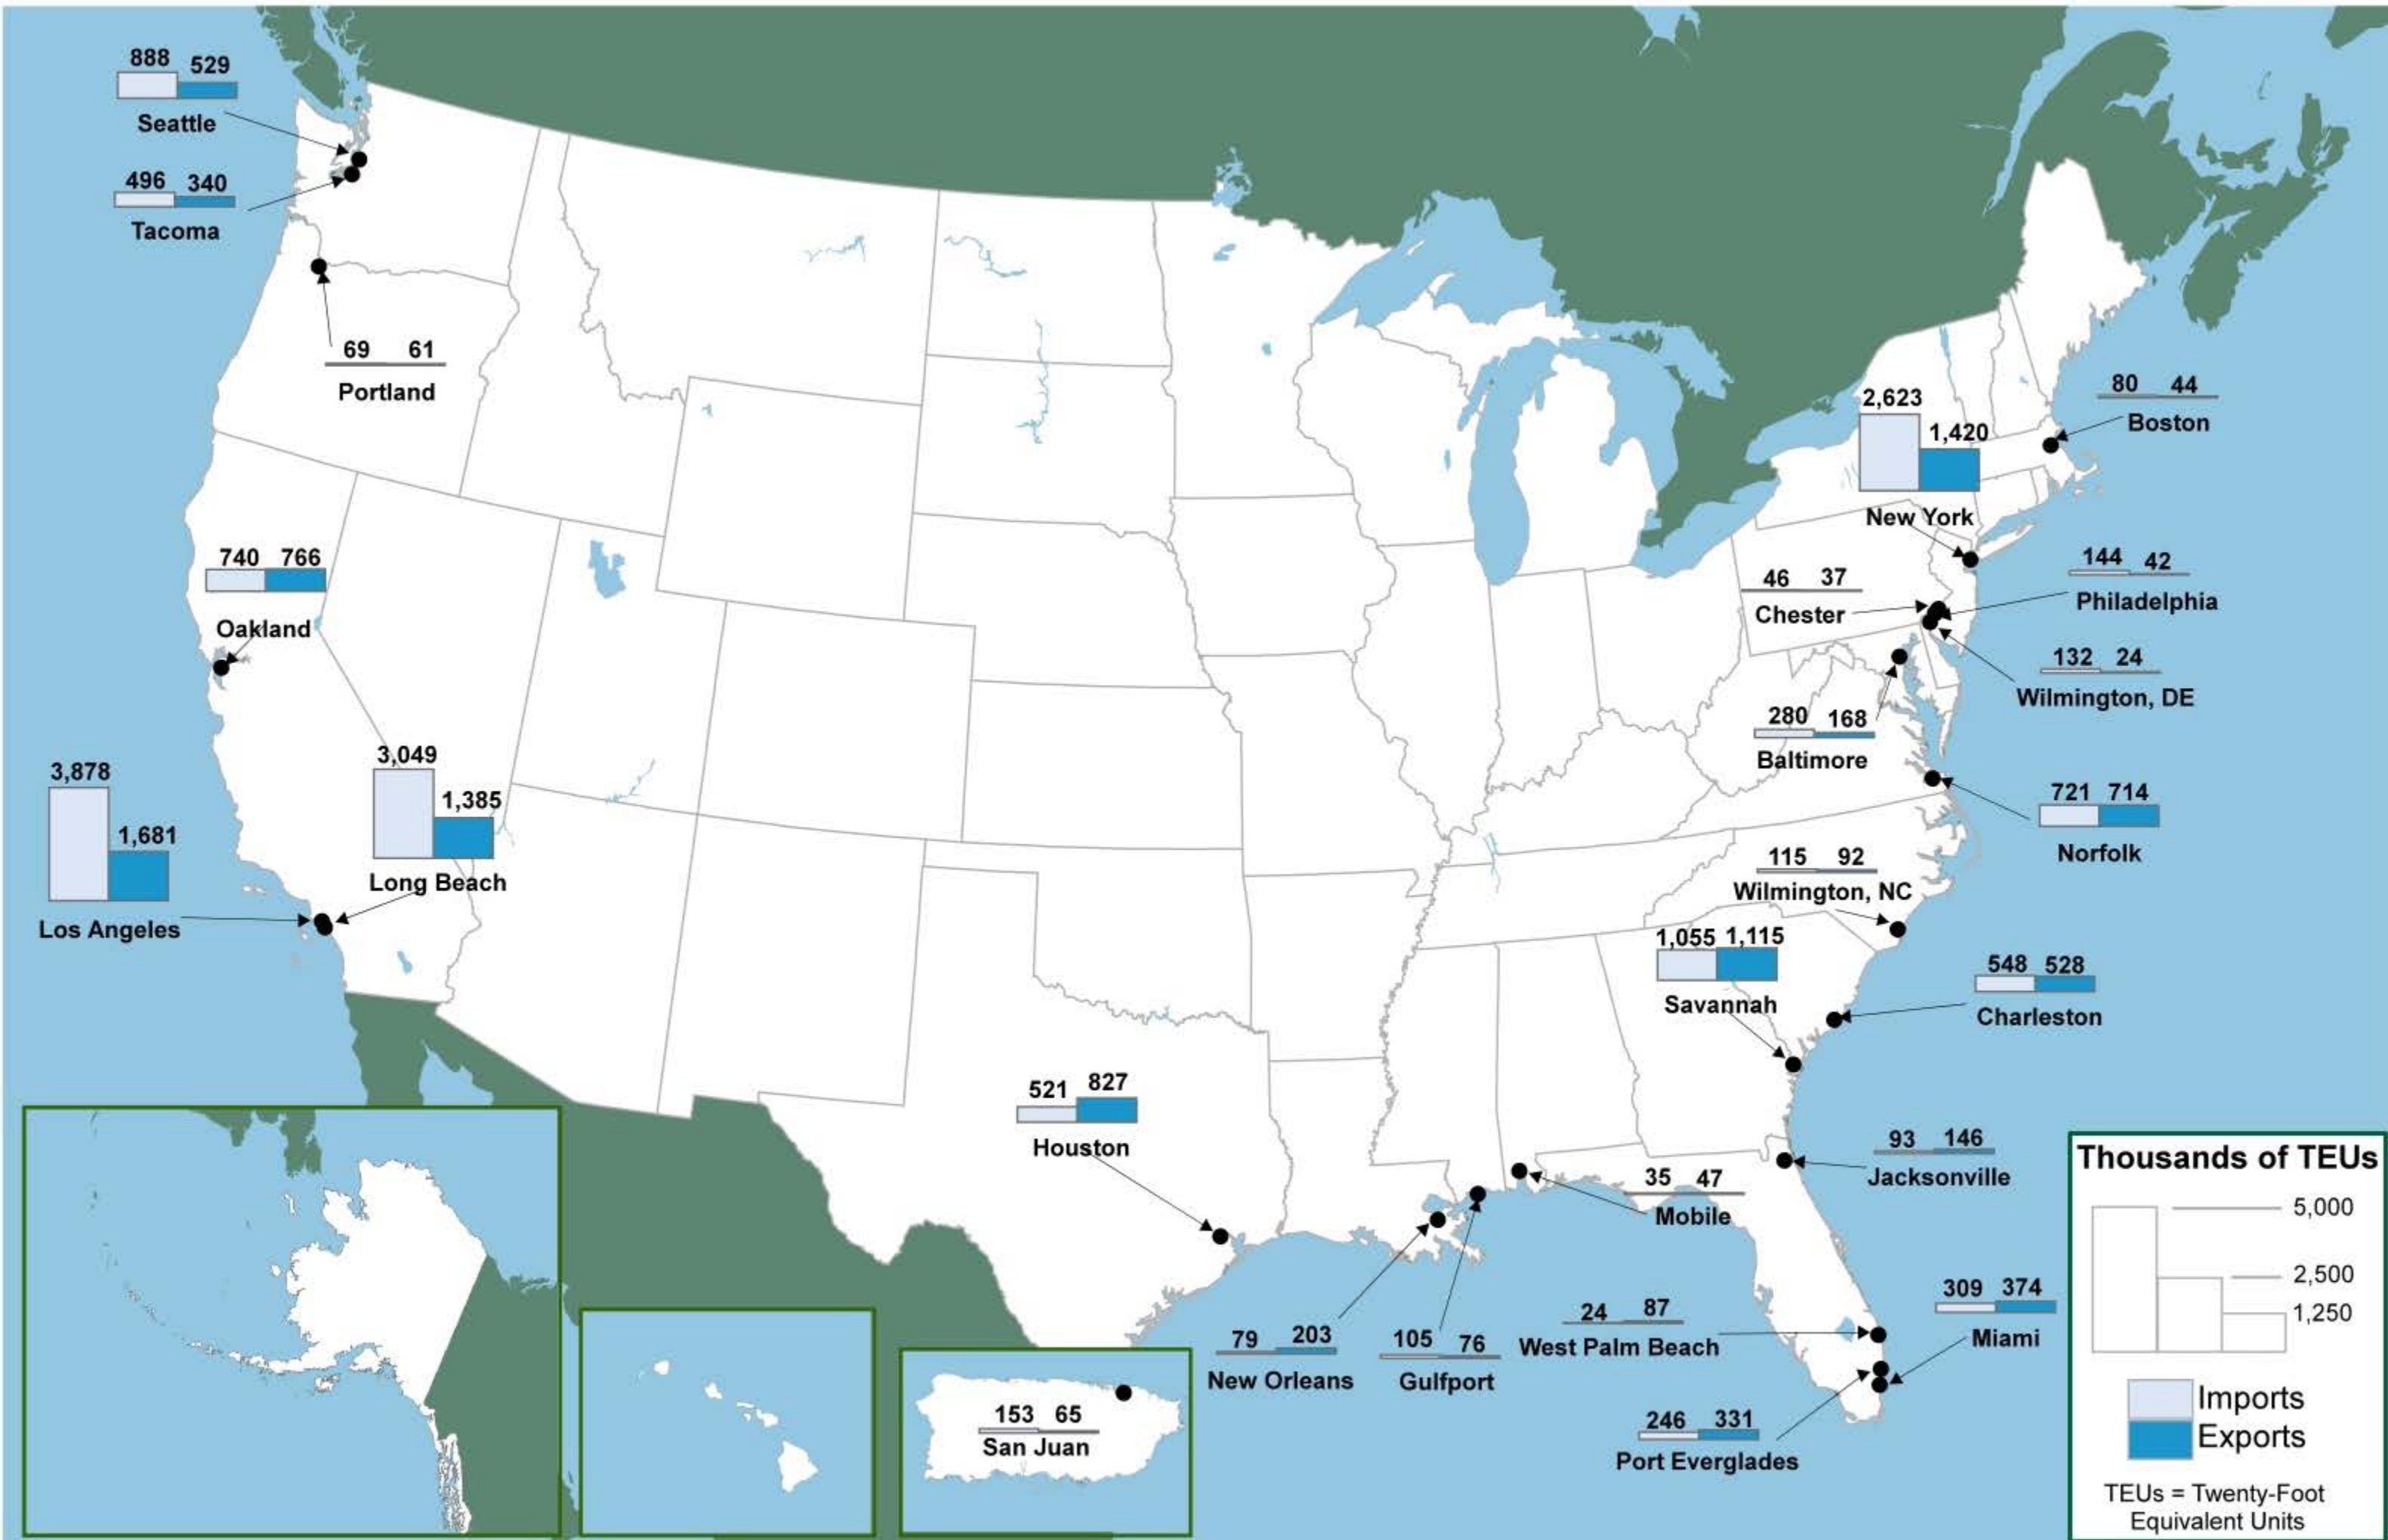 888 529
Seattle
496 340
Tacoma
69 61
Portland
740 766
Oakland
3,878
1,681
Los Angeles
3,049
1,385
Long Beach
2,623
1,420
New York
80 44
Boston
46 37
Chester
144 42
Philadelphia
132 24
Wilmington, DE
280 168
Baltimore
721 714
Norfolk
115 92
Wilmington, NC
1,055 1,115
Savannah
548 528
Charleston
521 827
Houston
93 146
Jacksonville
35 47
Mobile
79 203
New Orleans
105 76
Gulfport
24 87
West Palm Beach
309 374
Miami
246 331
Port Everglades
153 65
San Juan
Thousands of TEUs
5,000
2,500
1,250
Imports
Exports
TEUs = Twenty-Foot
Equivalent Units